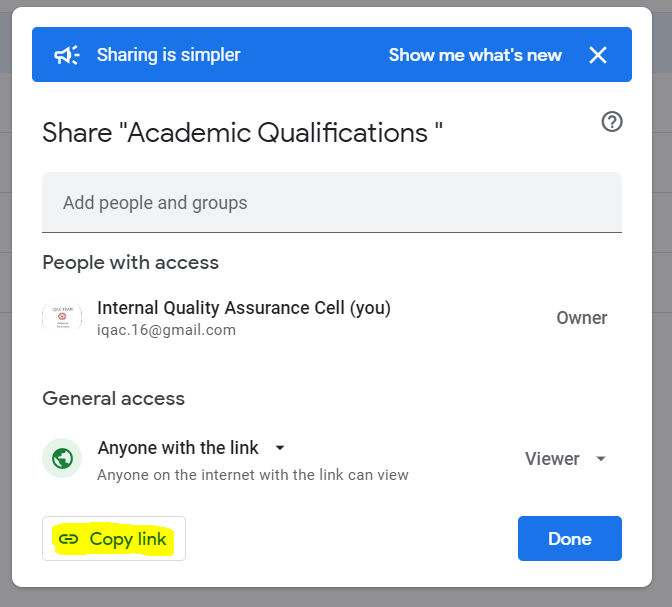 Sharing is simpler
Show me what's new
Share "Academic Qualifications "
Add people and groups
People with access
Internal Quality Assurance Cell (you)
iqac.16@gmail.com
Owner
General access
Anyone with the link
Anyone on the internet with the link can view
Viewer
Copy link
Done